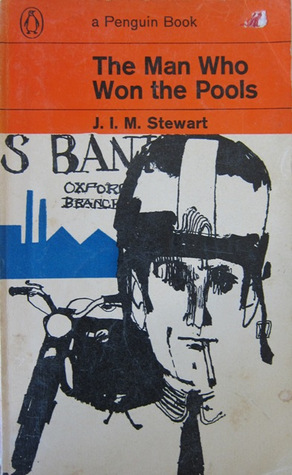 a Penguin Book
The Man Who
Won the Pools
J. I. M. Stewart
S BAN
OXFORD
BRANCH